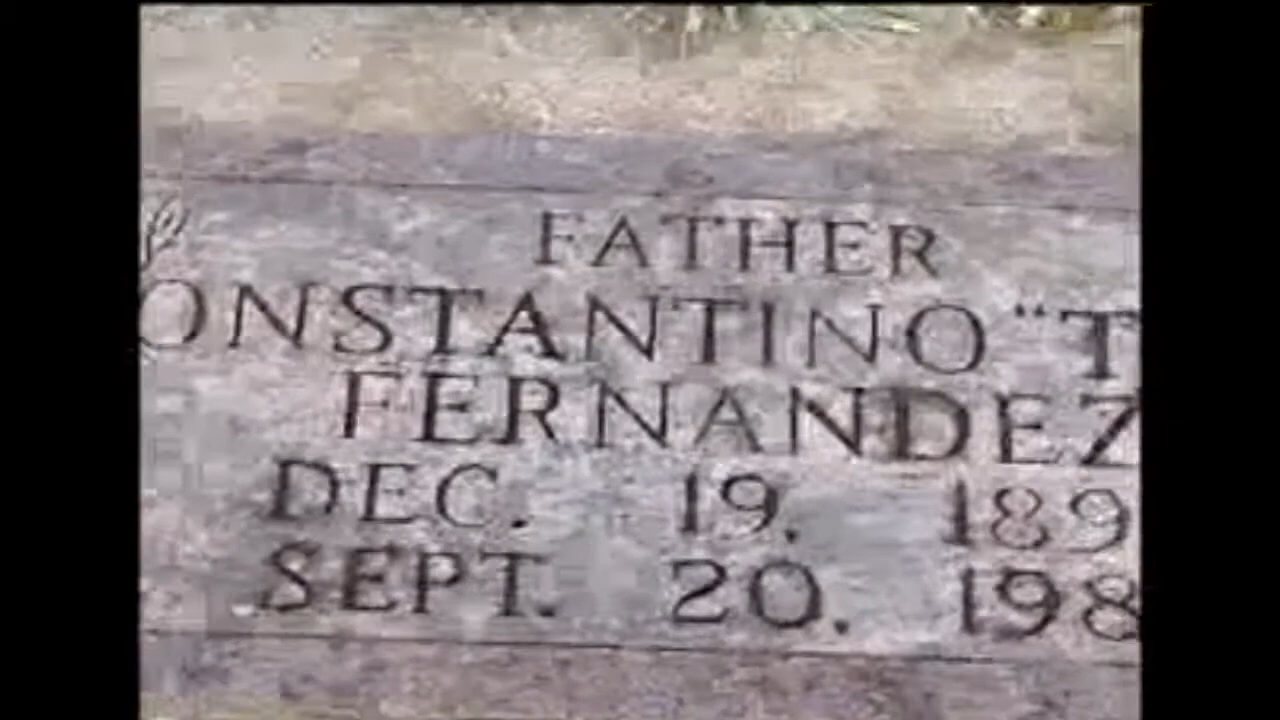 FATHER
ONSTANTINO "T
FERNANDEZ
DEC. 19. 189
SEPT. 20. 198